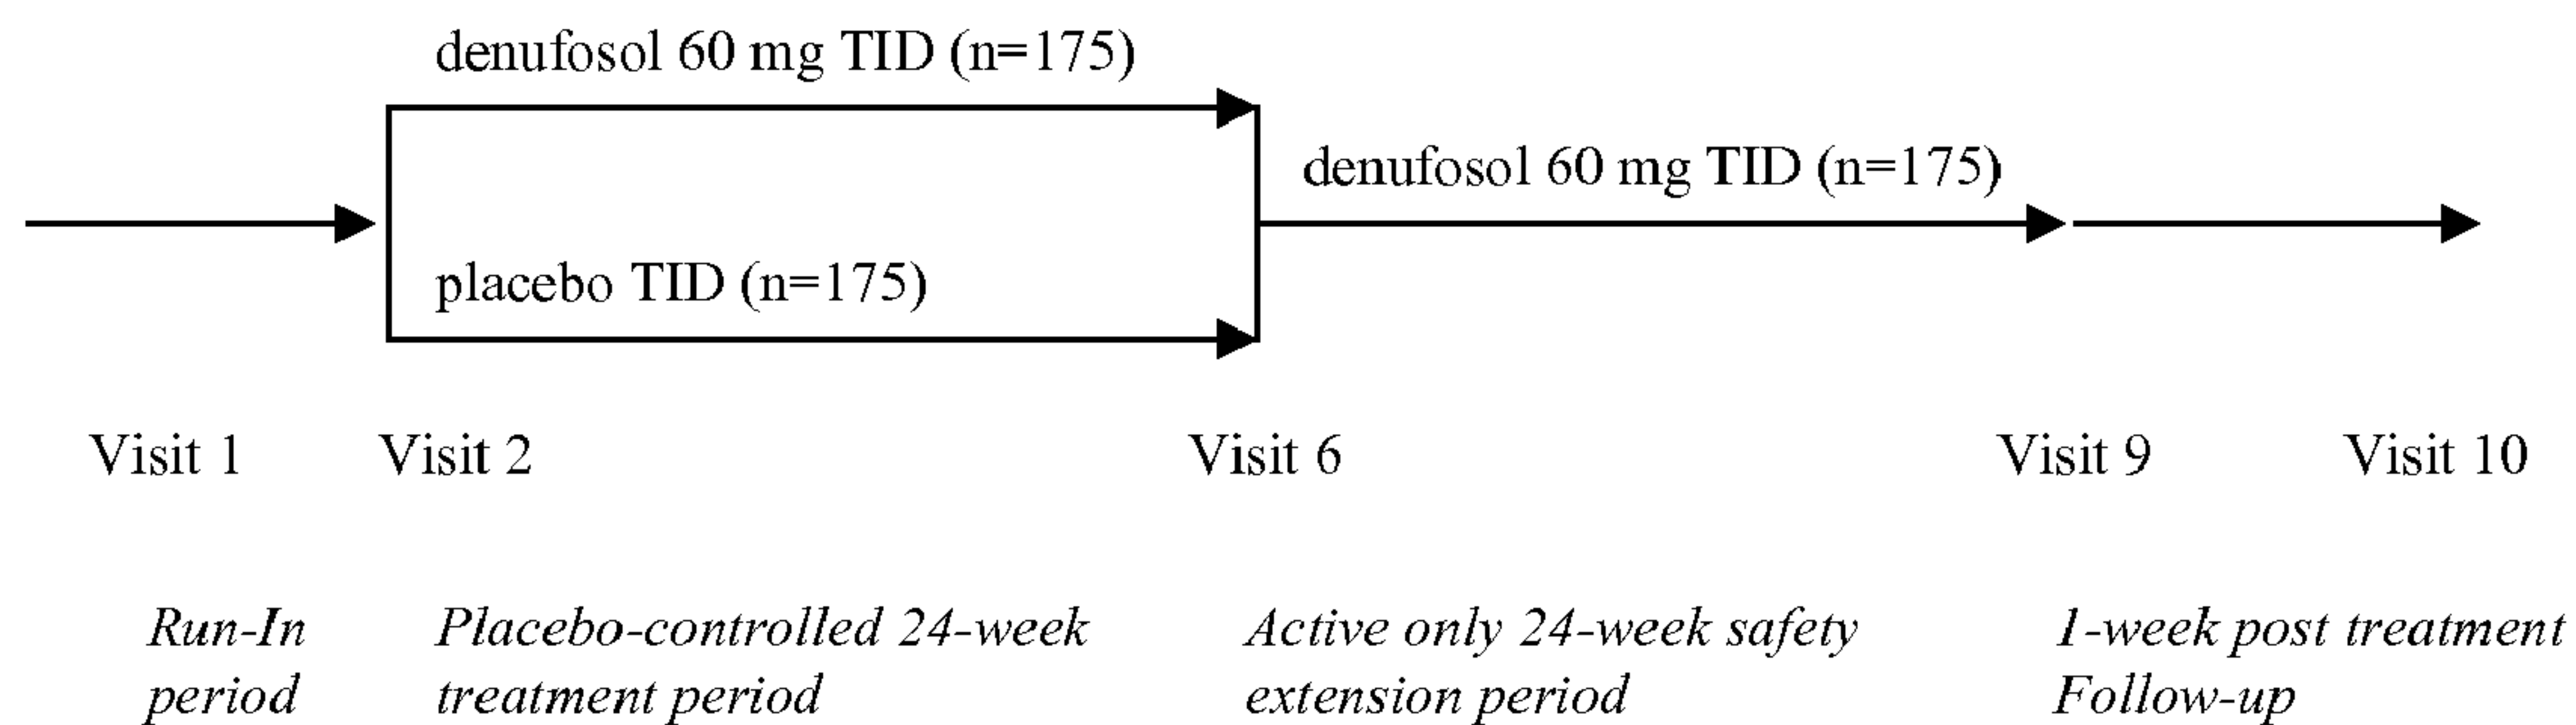 denufosol 60 mg TID (n=175)
denufosol 60 mg TID (n=175)
placebo TID (n=175)
Visit 1
Visit 2
Visit 6
Visit 9
Visit 10
Run-In
period
Placebo-controlled 24-week
treatment period
Active only 24-week safety
extension period
1-week post treatment
Follow-up